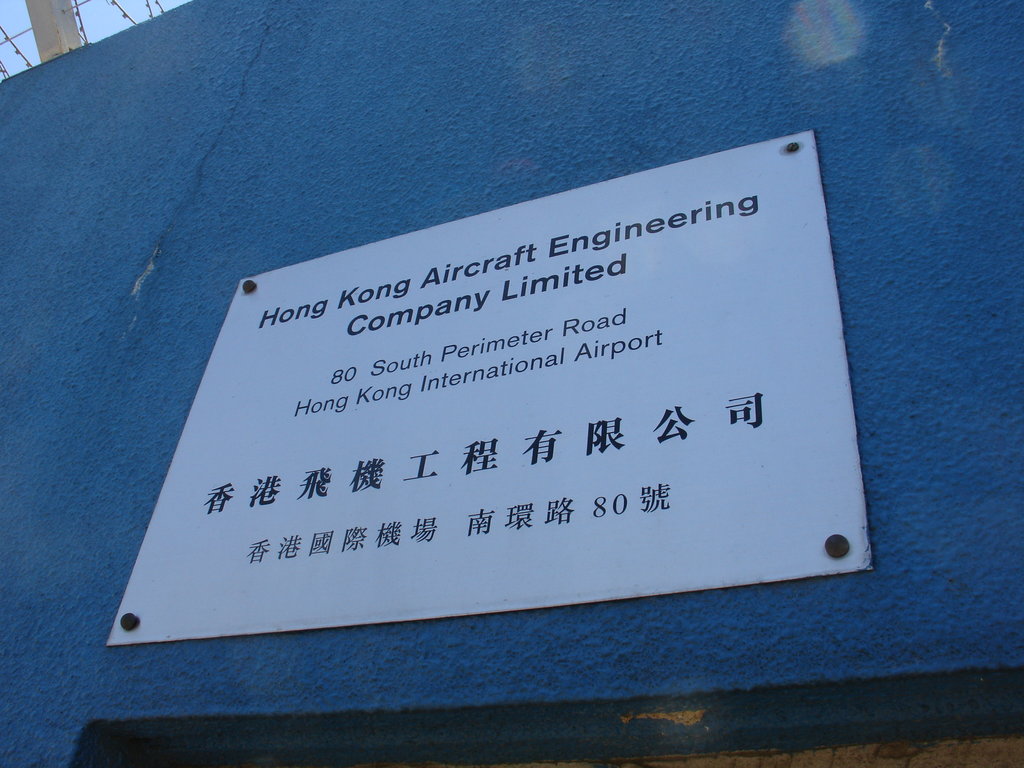 Hong Kong Aircraft Engineering
Company Limited
80 South Perimeter Road
Hong Kong International Airport
香港飛機工程有限公司
香港國際機場 南環路 80 號